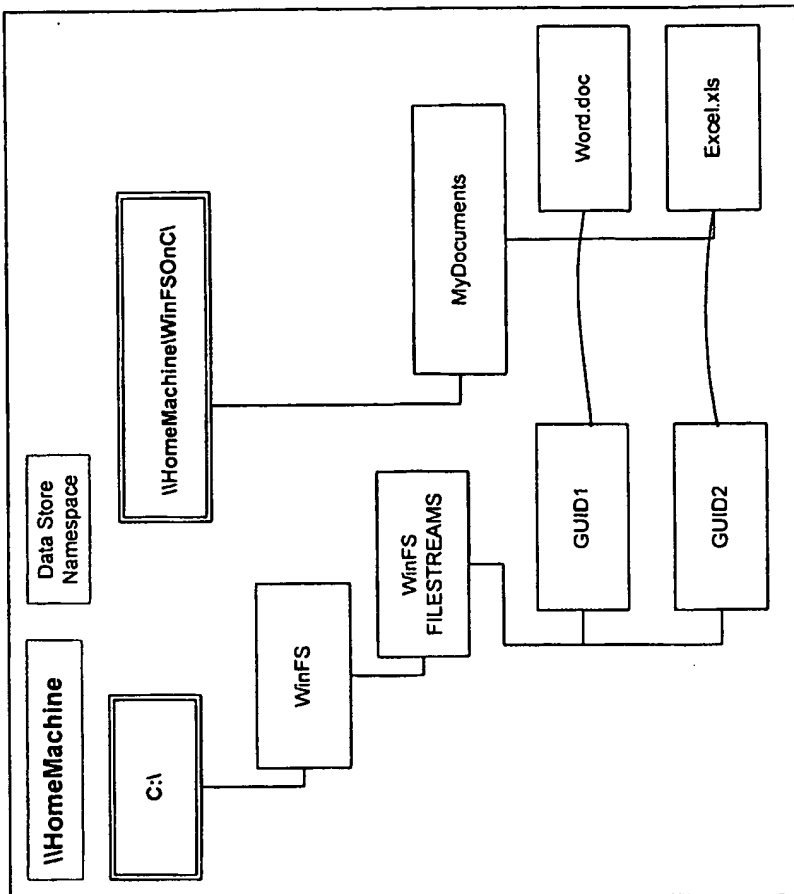 \\HomeMachine
Data Store
Namespace
C:\
\\HomeMachine\WinFSOnC\
WinFS
WinFS
FILESTREAMS
MyDocuments
GUID1
Word.doc
GUID2
Excel.xls